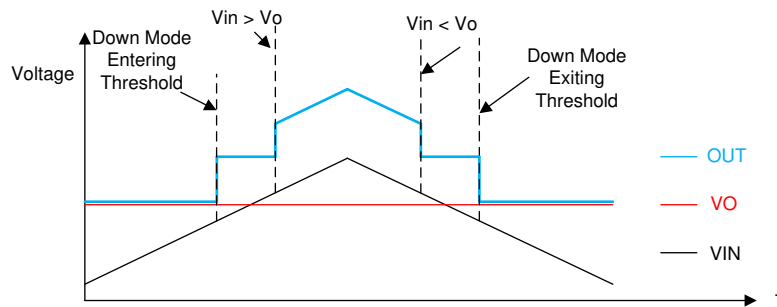 Vin > Vo
Down Mode
Entering
Threshold
Vin < Vo
Down Mode
Exiting
Threshold
Voltage
OUT
VO
VIN